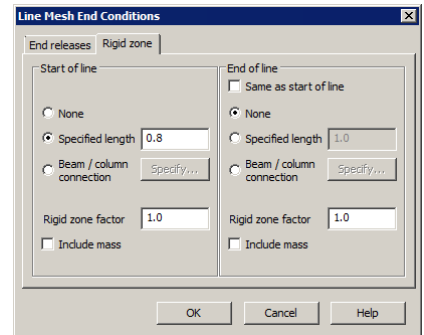 Line Mesh End Conditions
End releases
Rigid zone
Start of line
None
Specified length 0.8
Beam / column
connection
Specify...
Rigid zone factor 1.0
Include mass
End of line
Same as start of line
None
Specified length 1.0
Beam / column
connection
Specify...
Rigid zone factor 1.0
Include mass
OK
Cancel
Help